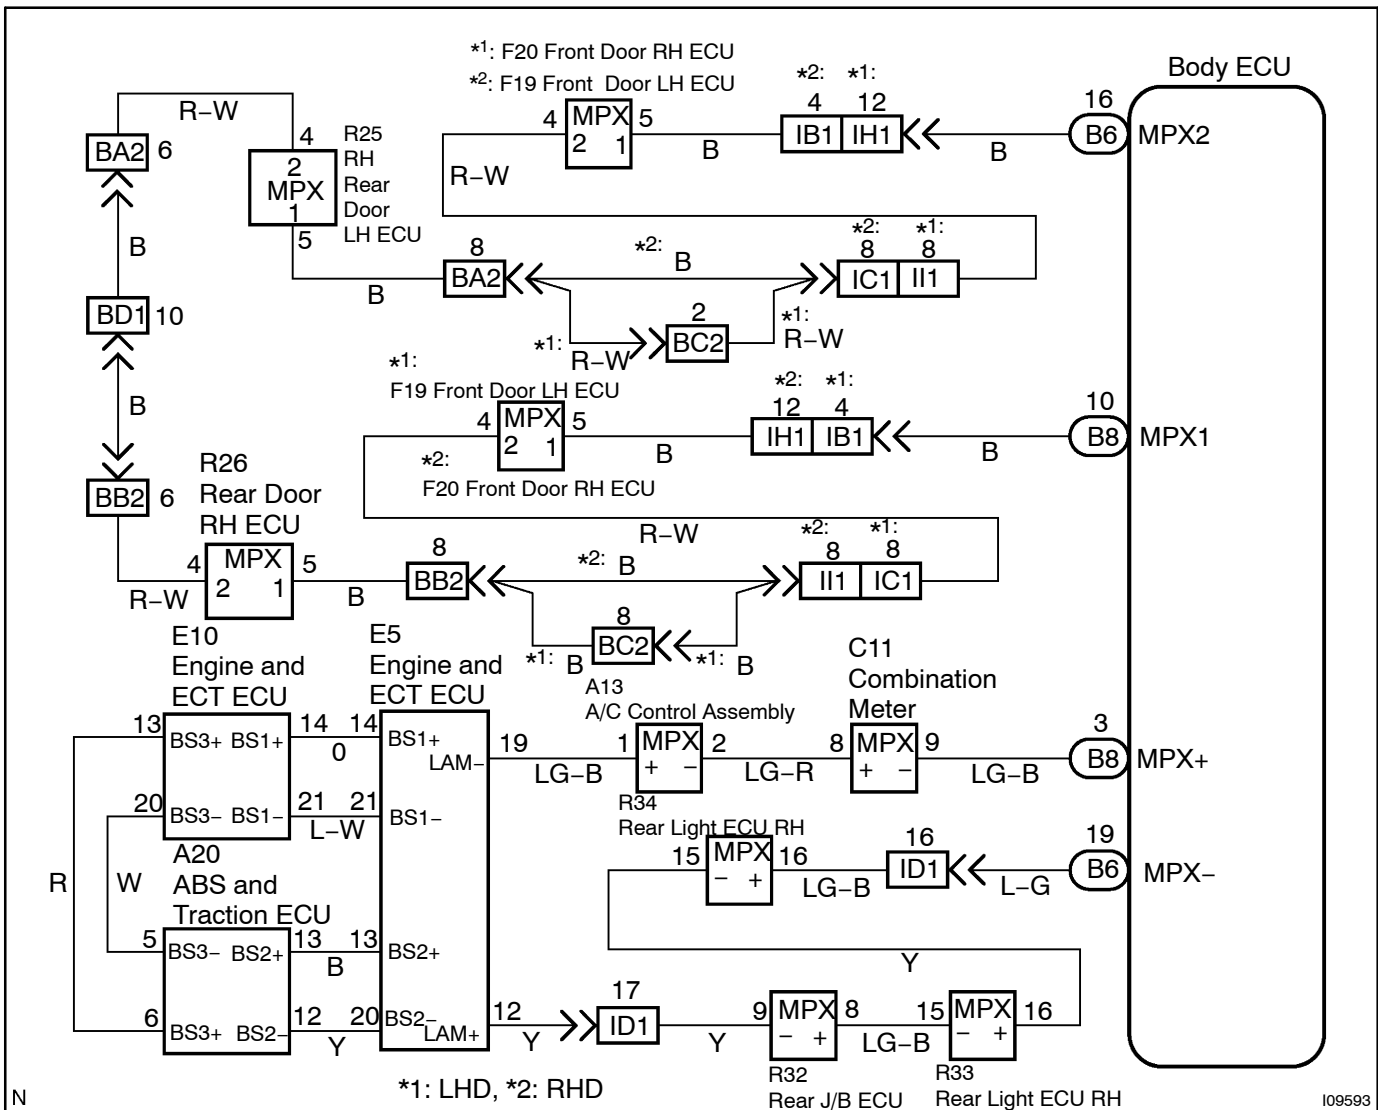 *1: F20 Front Door RH ECU
*2: F19 Front Door LH ECU
Body ECU
*2: *1:
R–W
4 12 16
4 MPX 5 IB1 IH1 B6 MPX2
2 1 B B
BA2 6
4 R25
2 RH
MPX Rear
1 Door
5 LH ECU
R–W
*2: *1:
8 *2: 8 8
B BA2 B IC1 II1
B
BD1 10
2 *1:
*1: R–W BC2 R–W
*1:
F19 Front Door LH ECU
*2: *1:
12 4 10
4 MPX 5 IH1 IB1 B8 MPX1
2 1 B B
B
*2:
F20 Front Door RH ECU
R26
Rear Door
RH ECU
BB2 6
R–W *2: *1:
8 *2: 8 8
4 MPX 5 BB2 B II1 IC1
2 1
R–W B
8
*1: B BC2 *1: B
E10
Engine and
ECT ECU
E5
Engine and
ECT ECU
A13
A/C Control Assembly
C11
Combination
Meter
13 BS3+ BS1+ 14 14 BS1+
0
LAM– 19 1 MPX 2 8 MPX 9 3 B8 MPX+
+ – + –
LG–B LG–R LG–B
20 BS3– BS1– 21 21 BS1–
L–W
R34
Rear Light ECU RH
15 MPX 16 16 19
– + LG–B ID1 L–G B6 MPX–
A20
ABS and
Traction ECU
R W
5 BS3– BS2+ 13 13 BS2+
B
Y
6 BS3+ BS2– 12 20 BS2–
Y
LAM+ 12 17
Y ID1 Y 9 MPX 8 15 MPX 16
– + LG–B – +
R32
Rear J/B ECU
R33
Rear Light ECU RH
*1: LHD, *2: RHD
N
I09593